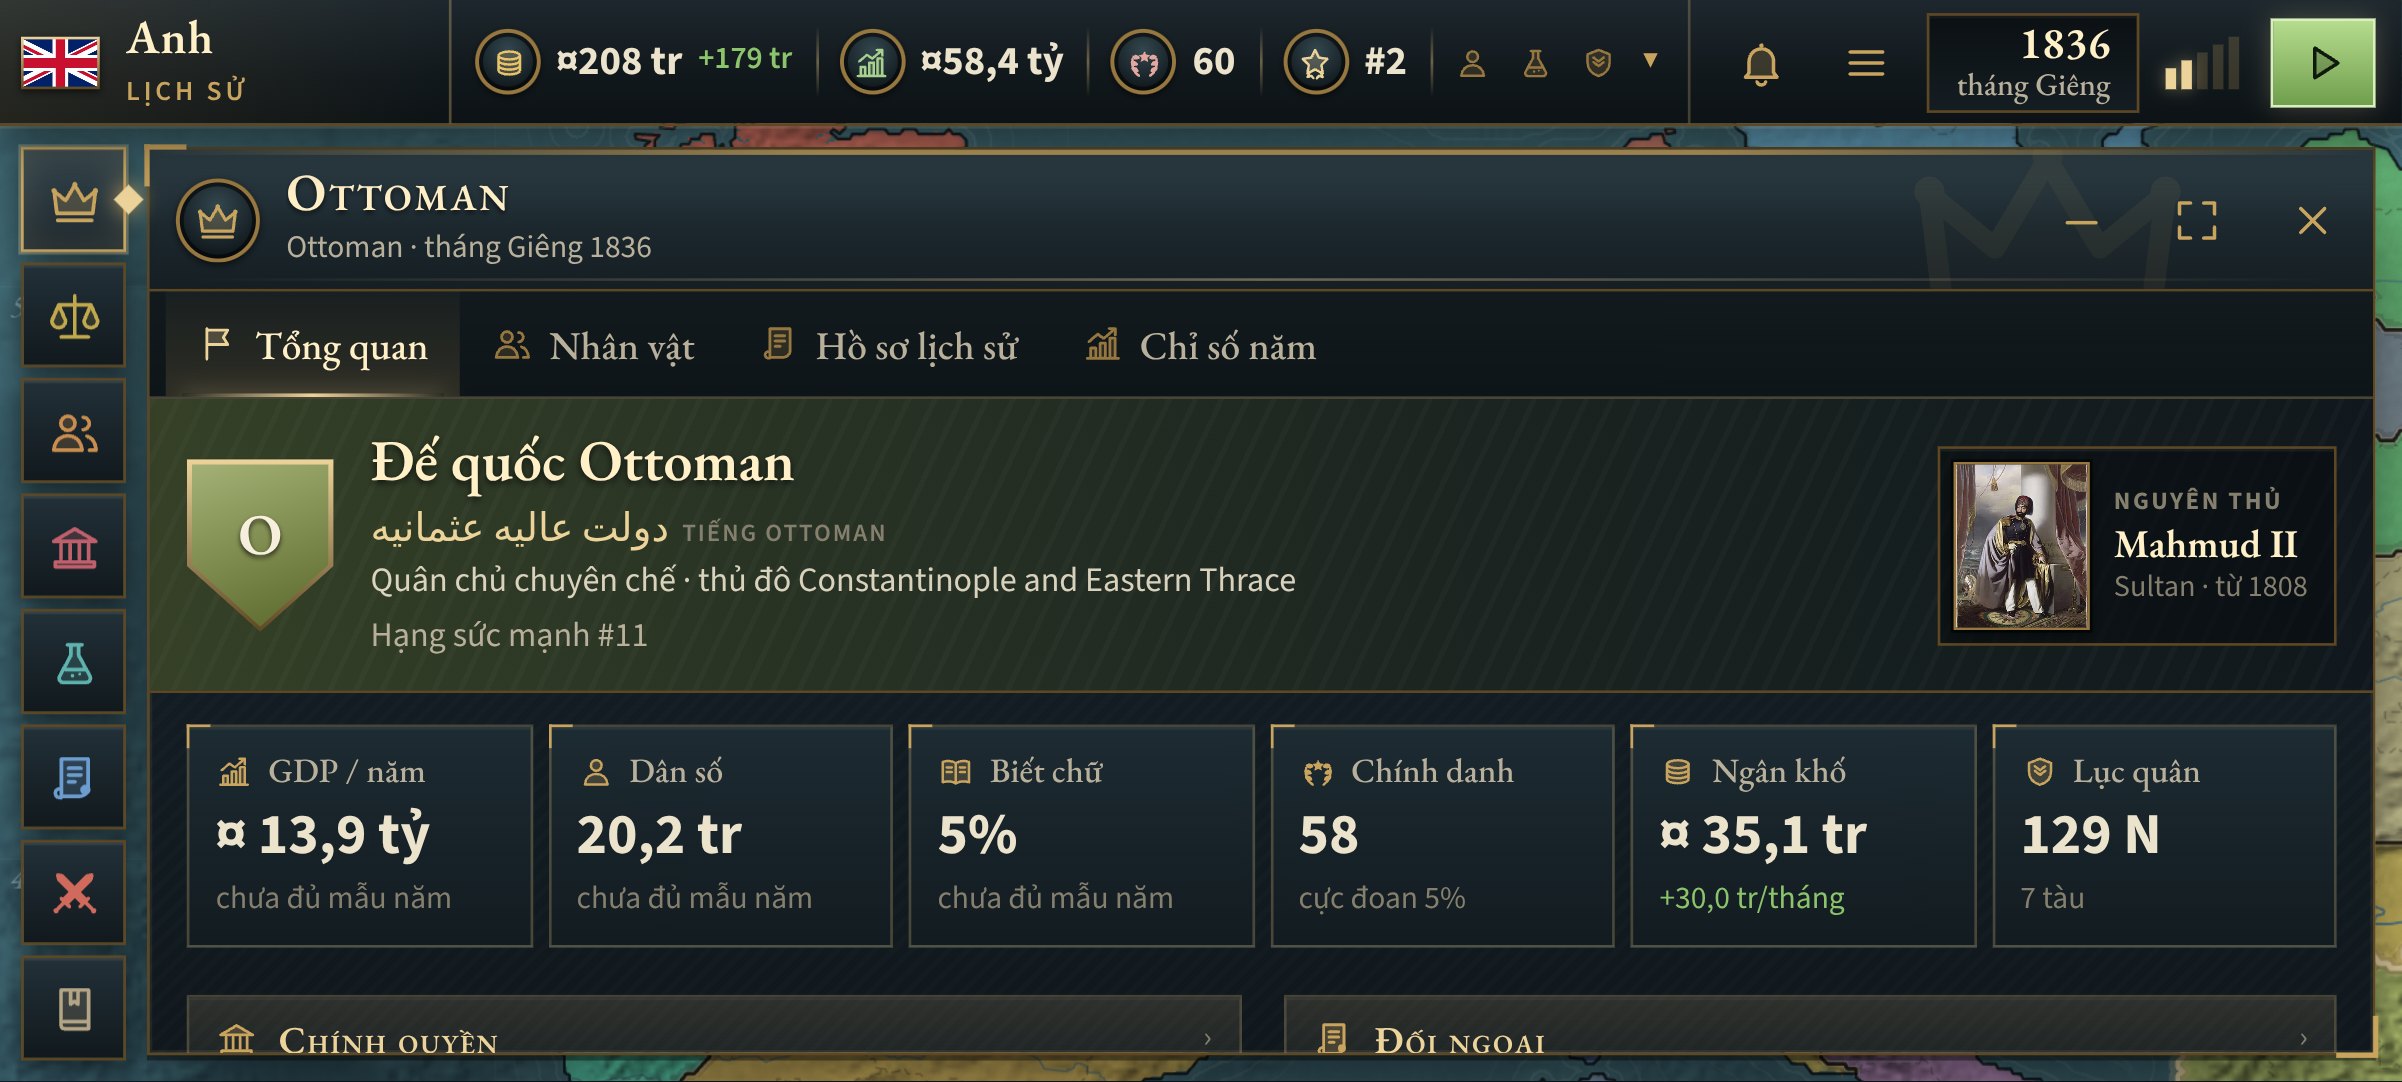 Anh
LỊCH SỬ
¤208 tr +179 tr
¤58,4 tỷ
60
#2
1836
tháng Giêng
OTTOMAN
Ottoman · tháng Giêng 1836
Tổng quan
Nhân vật
Hồ sơ lịch sử
Chỉ số năm
O
Đế quốc Ottoman
دولت عالیه عثمانیه TIẾNG OTTOMAN
Quân chủ chuyên chế · thủ đô Constantinople and Eastern Thrace
Hạng sức mạnh #11
NGUYÊN THỦ
Mahmud II
Sultan · từ 1808
GDP / năm
¤ 13,9 tỷ
chưa đủ mẫu năm
Dân số
20,2 tr
chưa đủ mẫu năm
Biết chữ
5%
chưa đủ mẫu năm
Chính danh
58
cực đoan 5%
Ngân khố
¤ 35,1 tr
+30,0 tr/tháng
Lục quân
129 N
7 tàu
CHÍNH QUYỀN
ĐỐI NGOẠI